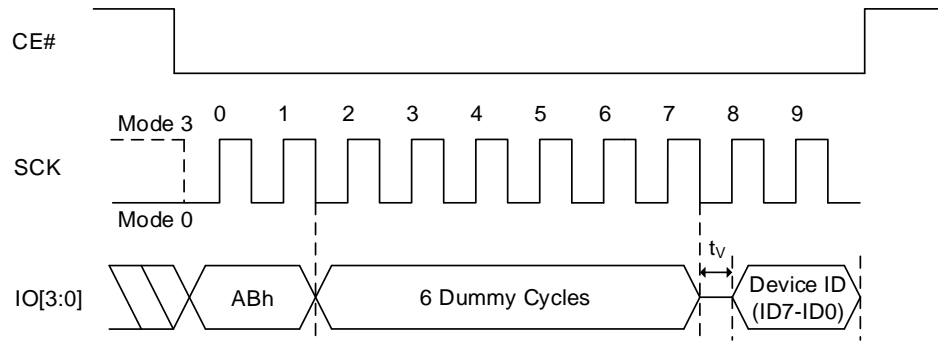 CE#
0 1 2 3 4 5 6 7 8 9
Mode 3
SCK
Mode 0
tV
IO[3:0]
ABh
6 Dummy Cycles
Device ID
(ID7-ID0)